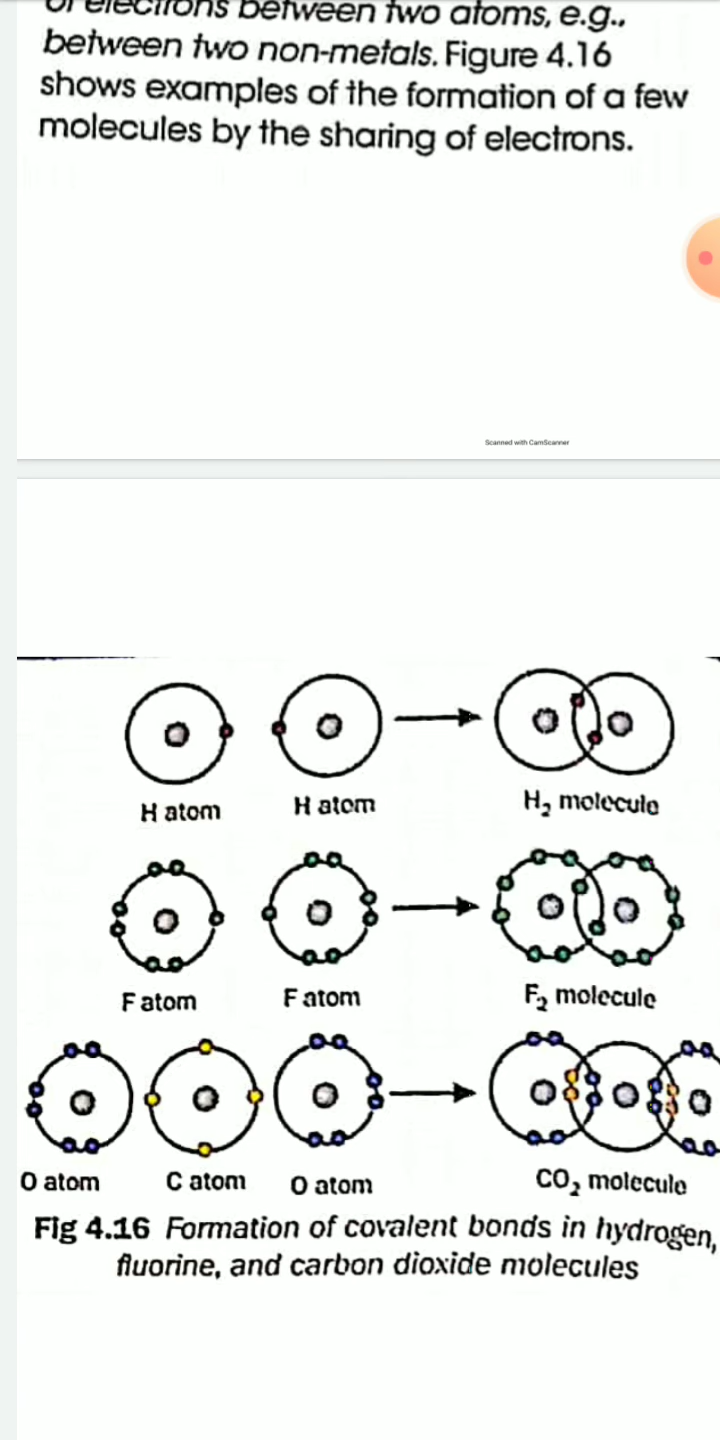 of electrons between two atoms, e.g.,
between two non-metals. Figure 4.16
shows examples of the formation of a few
molecules by the sharing of electrons.
Scanned with CamScanner
H atom H atom H₂ molecule
F atom F atom F₂ molecule
O atom C atom O atom CO₂ molecule
Fig 4.16 Formation of covalent bonds in hydrogen,
fluorine, and carbon dioxide molecules